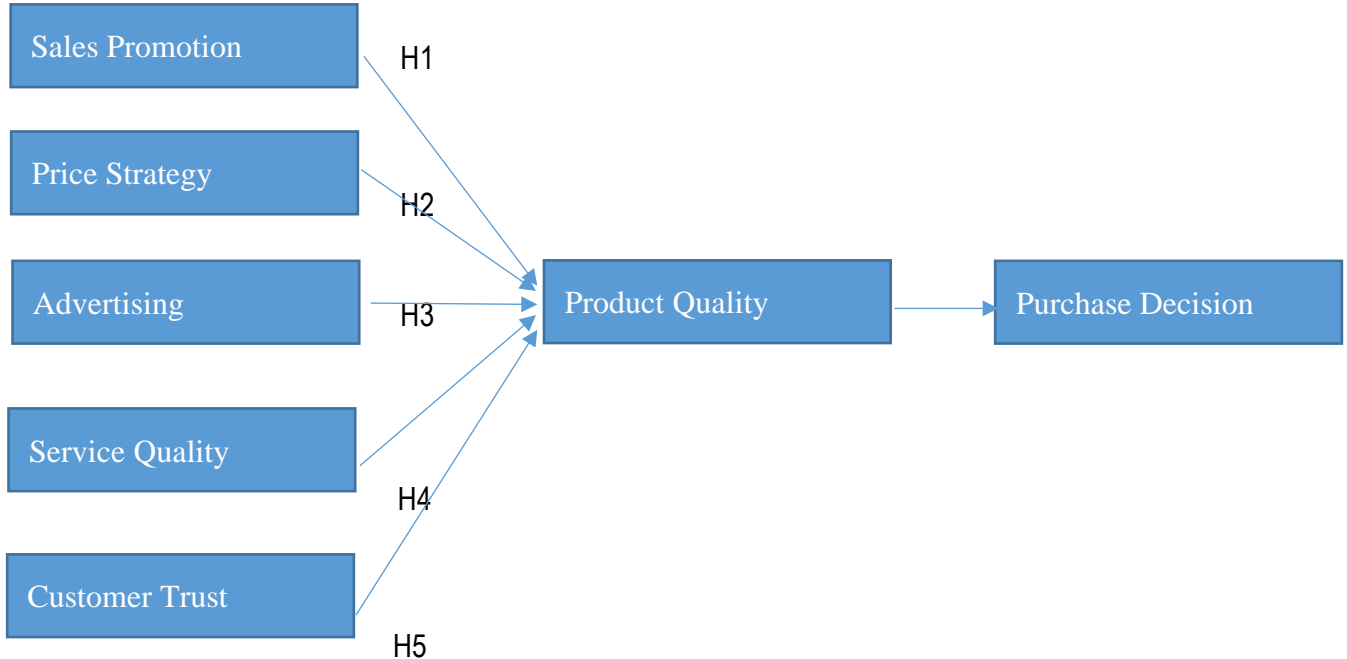 Sales Promotion
H1
Price Strategy
H2
Advertising
H3
Product Quality
Purchase Decision
Service Quality
H4
Customer Trust
H5